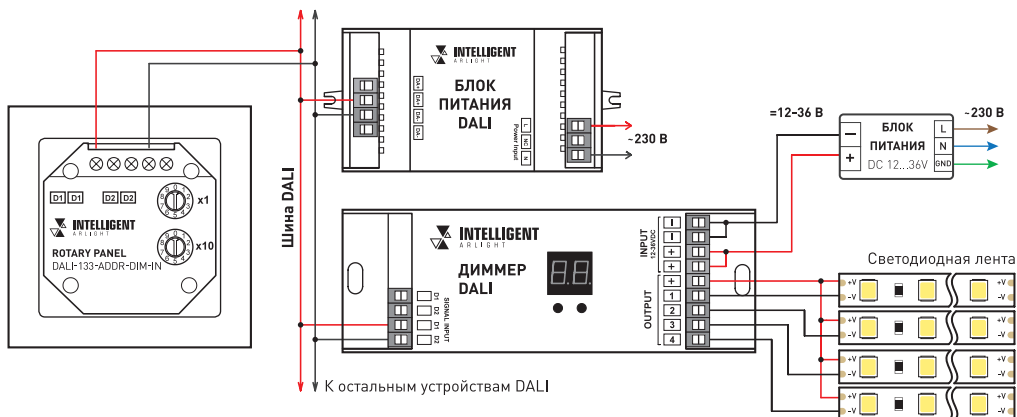 D1 D1 D2 D2
x1
x10
INTELLIGENT
ARLIGHT
ROTARY PANEL
DALI-133-ADDR-DIM-IN
Шина DALI
INTELLIGENT
ARLIGHT
БЛОК
ПИТАНИЯ
DALI
DA+
DA+
DA-
DA-
L
NC
N
Power Input
~230 В
INTELLIGENT
ARLIGHT
ДИММЕР
DALI
D1
D2
D1
D2
SIGNAL INPUT
INPUT
12-36VDC
OUTPUT
–
–
+
+
+
1
2
3
4
=12-36 В
~230 В
–
+
БЛОК
ПИТАНИЯ
DC 12...36V
L
N
GND
Светодиодная лента
+V +V
-V -V
+V +V
-V -V
+V +V
-V -V
+V +V
-V -V
К остальным устройствам DALI